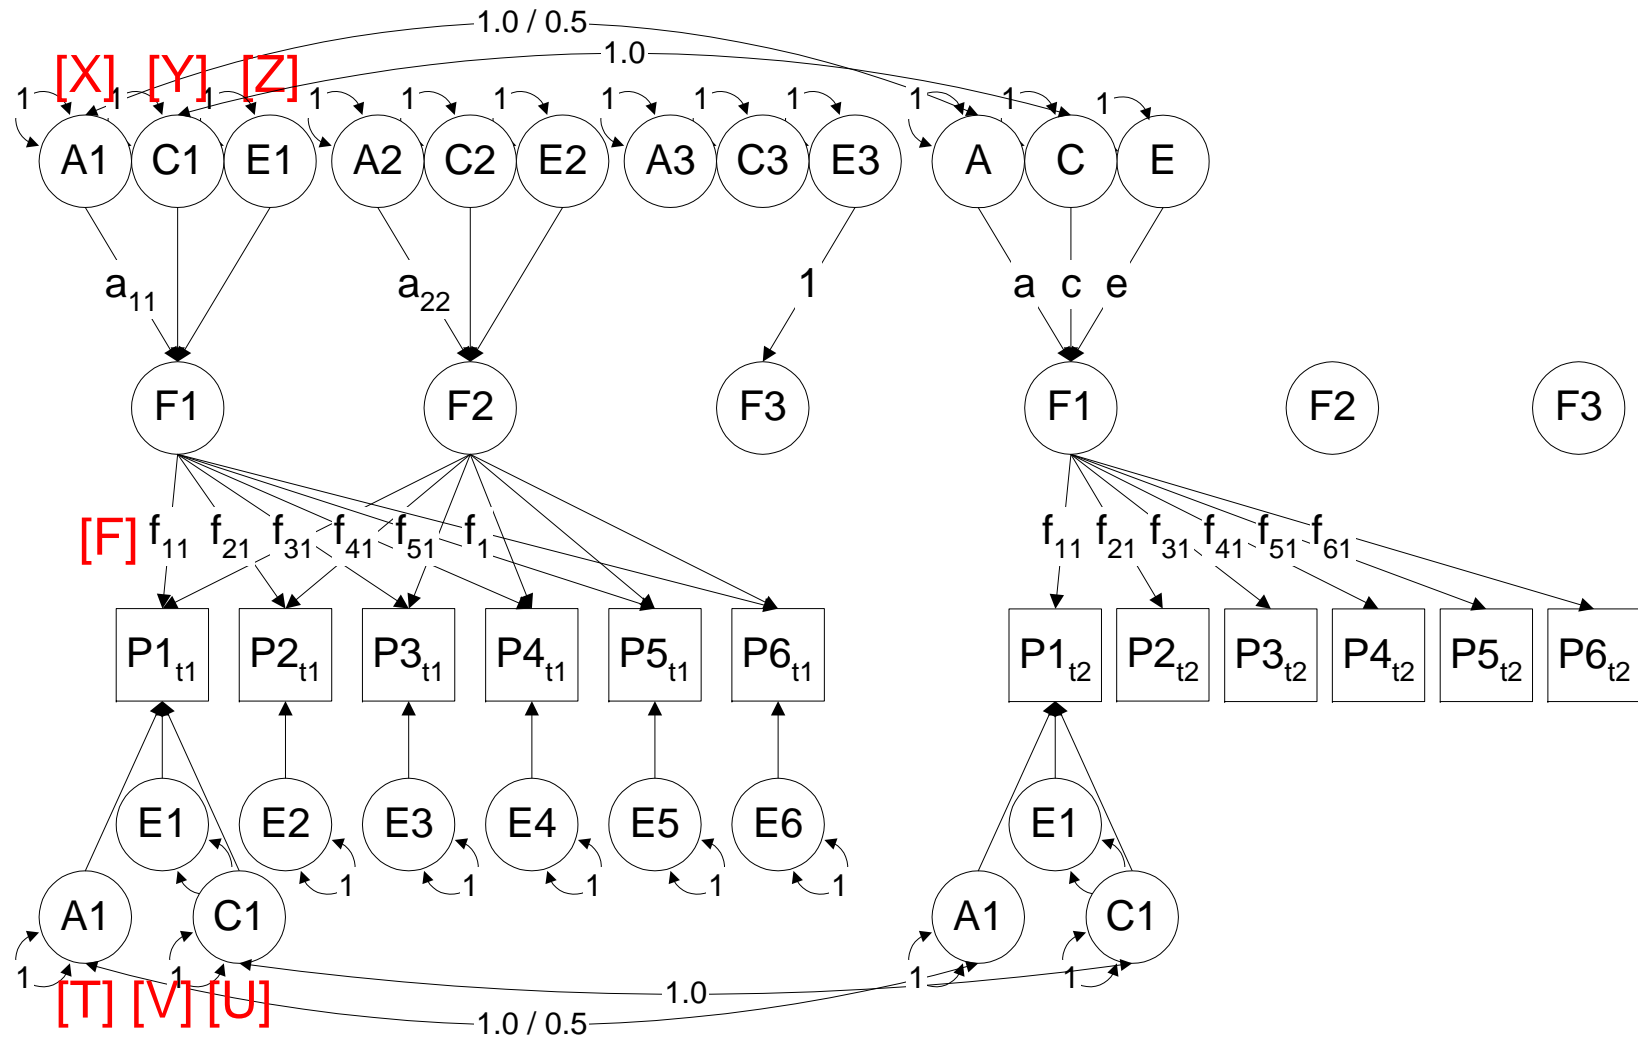 1.0 / 0.5
1.0
[X] [Y] [Z]
1 1 1 1 1 1 1 1 1 1 1 1
A1 C1 E1 A2 C2 E2 A3 C3 E3 A C E
a11 a22 1 a c e
F1 F2 F3 F1 F2 F3
[F] f11 f21 f31 f41 f51 f1 f11 f21 f31 f41 f51 f61
P1t1 P2t1 P3t1 P4t1 P5t1 P6t1 P1t2 P2t2 P3t2 P4t2 P5t2 P6t2
E1 E2 E3 E4 E5 E6 E1
1 1 1 1 1
A1 C1 A1 C1
1 1 1 1
[T] [V] [U]
1.0
1.0 / 0.5